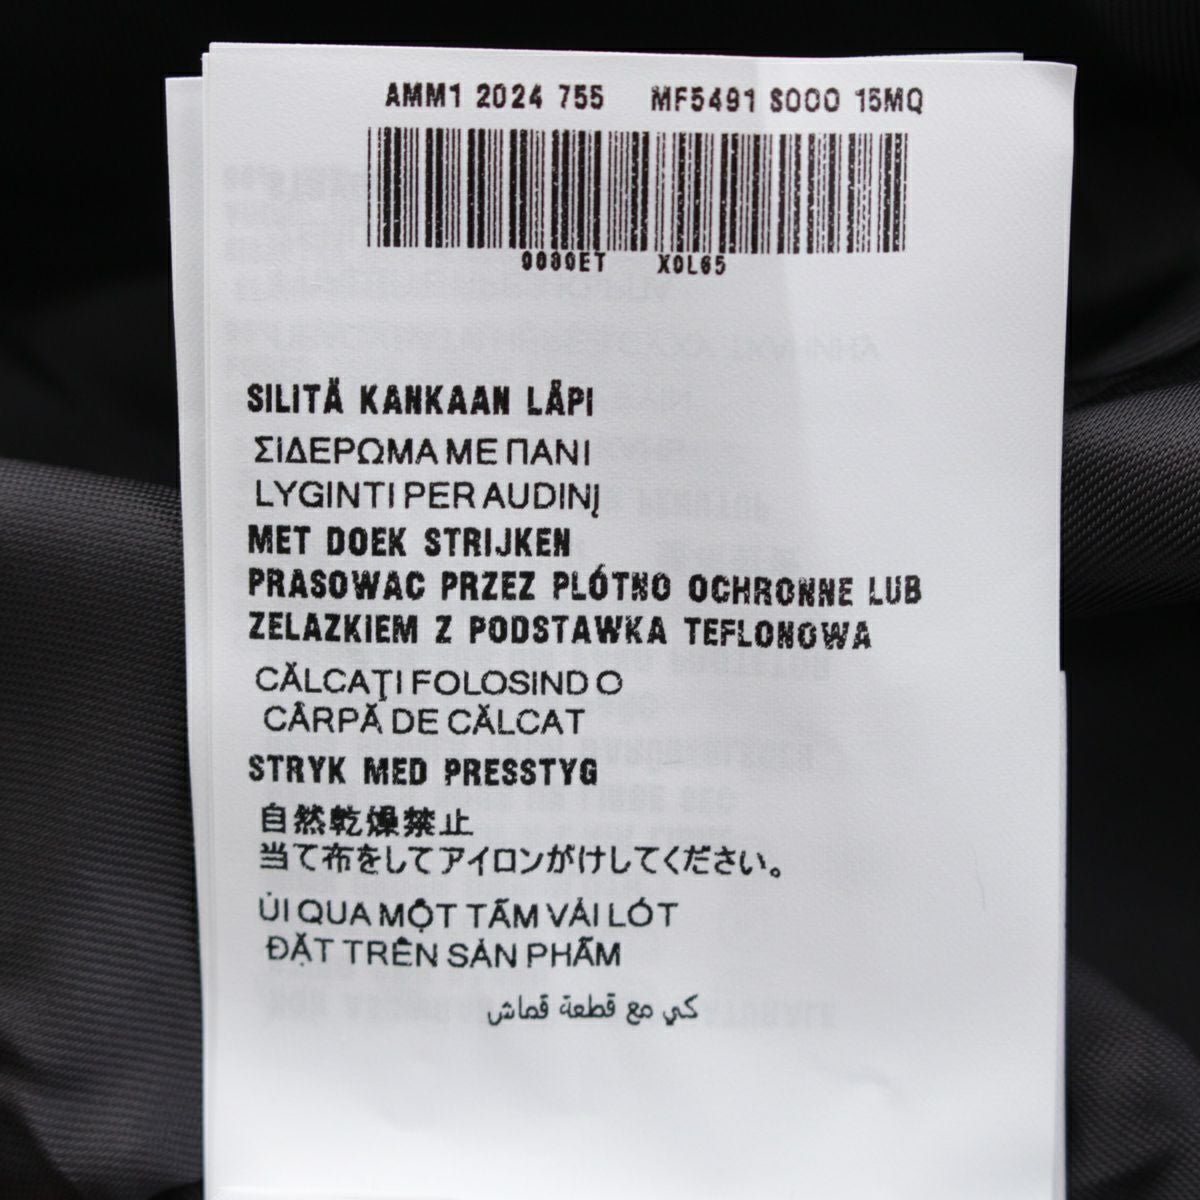 AMM1 2024 755 MF5491 S000 15MQ
0080ET X0L65
SILITÄ KANKAAN LÅPI
ΣΙΔΕΡΩΜΑ ΜΕ ΠΑΝΙ
LYGINTI PER AUDINĮ
MET DOEK STRIJKEN
PRASOWAC PRZEZ PLÓTNO OCHRONNE LUB
ZELAZKIEM Z PODSTAWKA TEFLONOWA
CĂLCAŢI FOLOSIND O
CÂRPĂ DE CĂLCAT
STRYK MED PRESSTYG
自然乾燥禁止
当て布をしてアイロンがけしてください。
ỦI QUA MỘT TẤM VẢI LÓT
ĐẶT TRÊN SẢN PHẨM
كي مع قطعة قماش